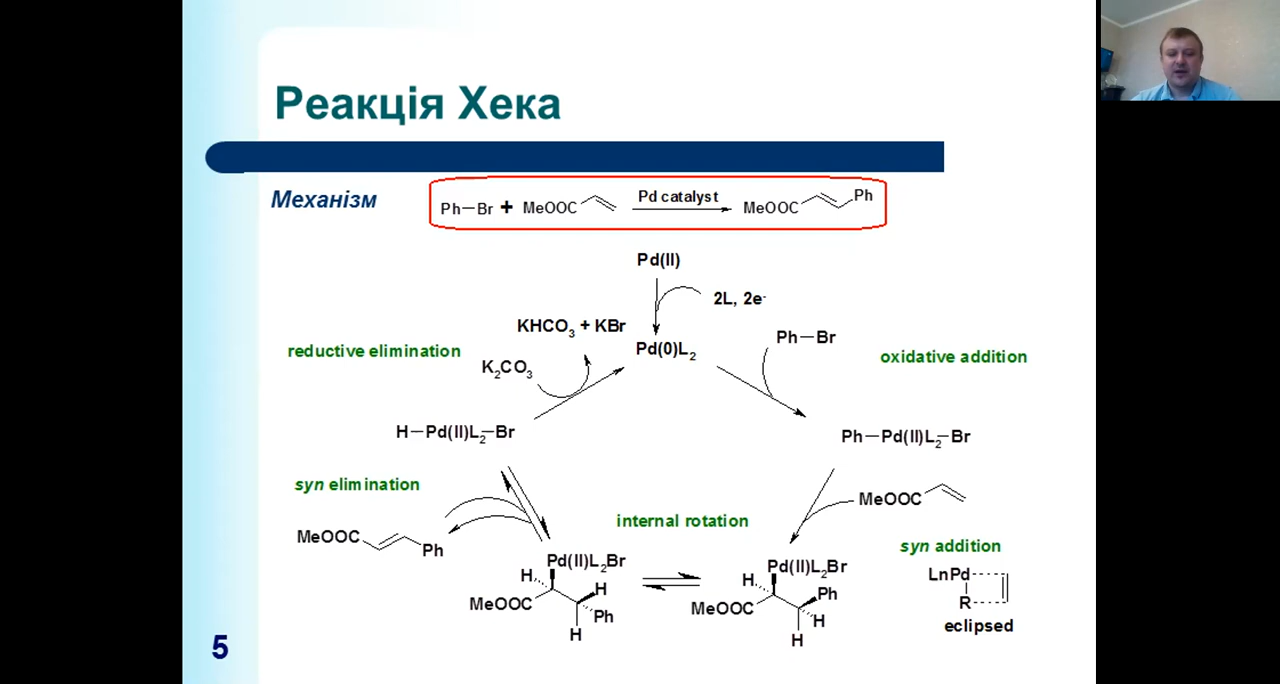 Реакція Хека
Механізм
Ph–Br + MeOOC Pd catalyst MeOOC Ph
Pd(II)
2L, 2e⁻
KHCO₃ + KBr
Ph–Br
reductive elimination
Pd(0)L₂
oxidative addition
K₂CO₃
H–Pd(II)L₂–Br
Ph–Pd(II)L₂–Br
syn elimination
MeOOC
internal rotation
MeOOC Ph
syn addition
Pd(II)L₂Br
H
H
MeOOC
Ph
H
Pd(II)L₂Br
H
Ph
MeOOC
H
H
LnPd
R
eclipsed
5